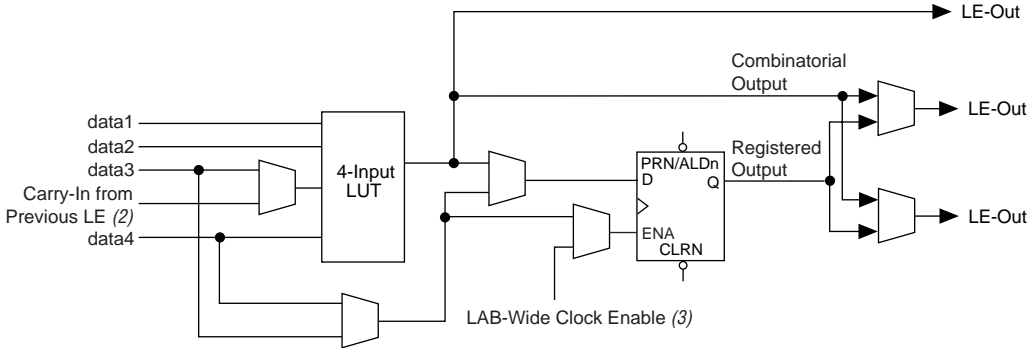 LE-Out
Combinatorial
Output
LE-Out
data1
data2
data3
Carry-In from
Previous LE (2)
data4
4-Input
LUT
PRN/ALDn
D
Q
ENA
CLRN
Registered
Output
LE-Out
LAB-Wide Clock Enable (3)